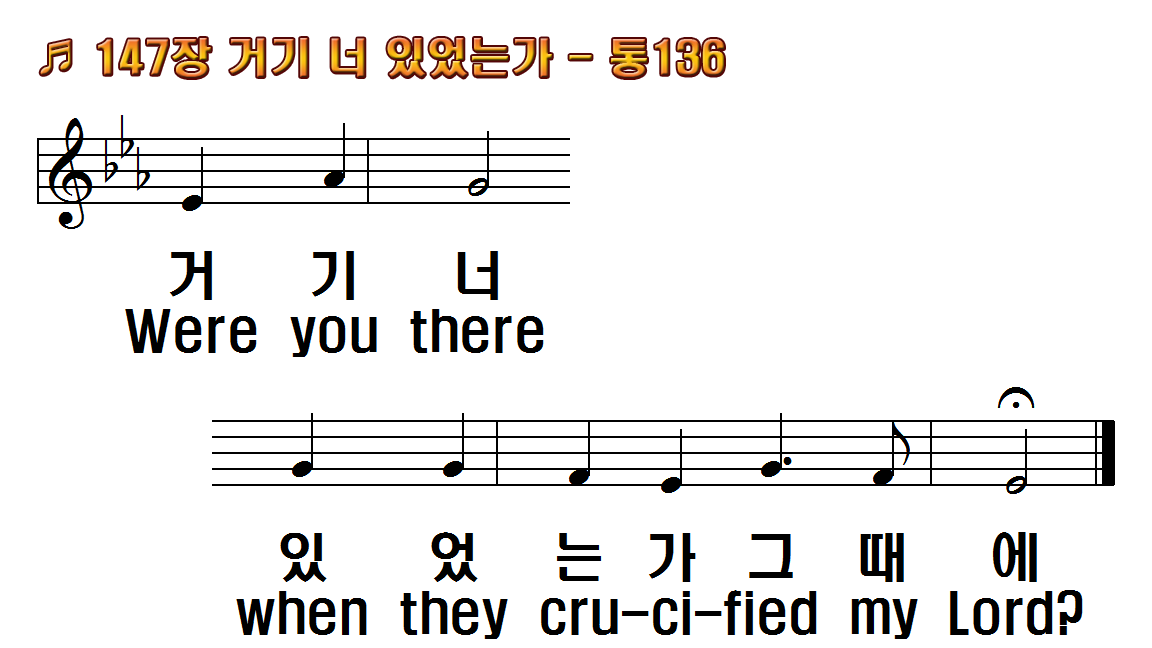 ♬ 147장 거기 너 있었는가 - 통136
거 기 너
Were you there
있 었 는 가 그 때 에
when they cru-ci-fied my Lord?